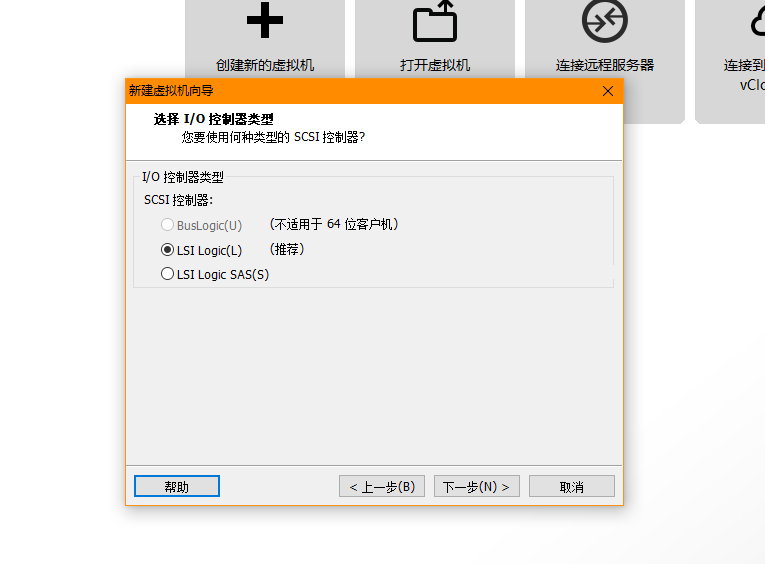 创建新的虚拟机
打开虚拟机
连接远程服务器
连接到
vClo
新建虚拟机向导
选择 I/O 控制器类型
您要使用何种类型的 SCSI 控制器?
I/O 控制器类型
SCSI 控制器:
BusLogic(U) (不适用于 64 位客户机)
LSI Logic(L) (推荐)
LSI Logic SAS(S)
帮助
< 上一步(B)
下一步(N) >
取消